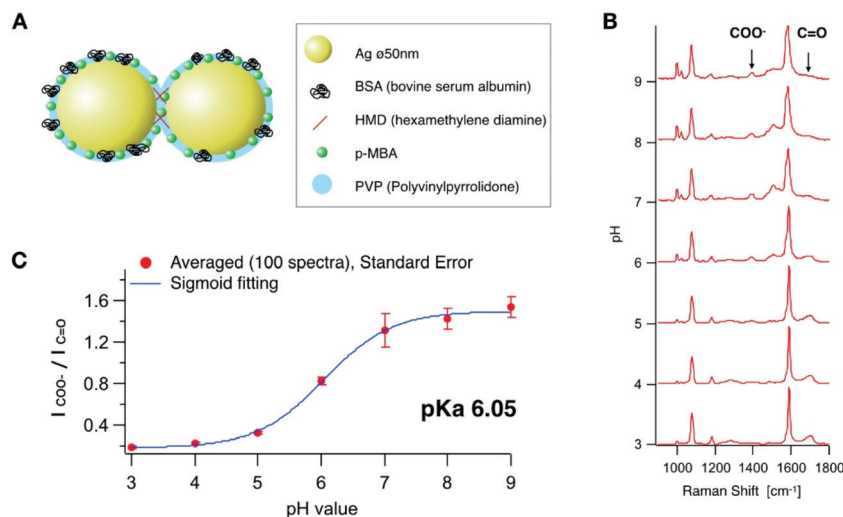 A
Ag ø50nm
BSA (bovine serum albumin)
HMD (hexamethylene diamine)
p-MBA
PVP (Polyvinylpyrrolidone)
B
COO-
C=O
9
8
7
6
5
4
3
pH
1000 1200 1400 1600 1800
Raman Shift [cm-1]
C
Averaged (100 spectra), Standard Error
Sigmoid fitting
1.6
1.2
0.8
0.4
I COO- / I C=O
pKa 6.05
3 4 5 6 7 8 9
pH value